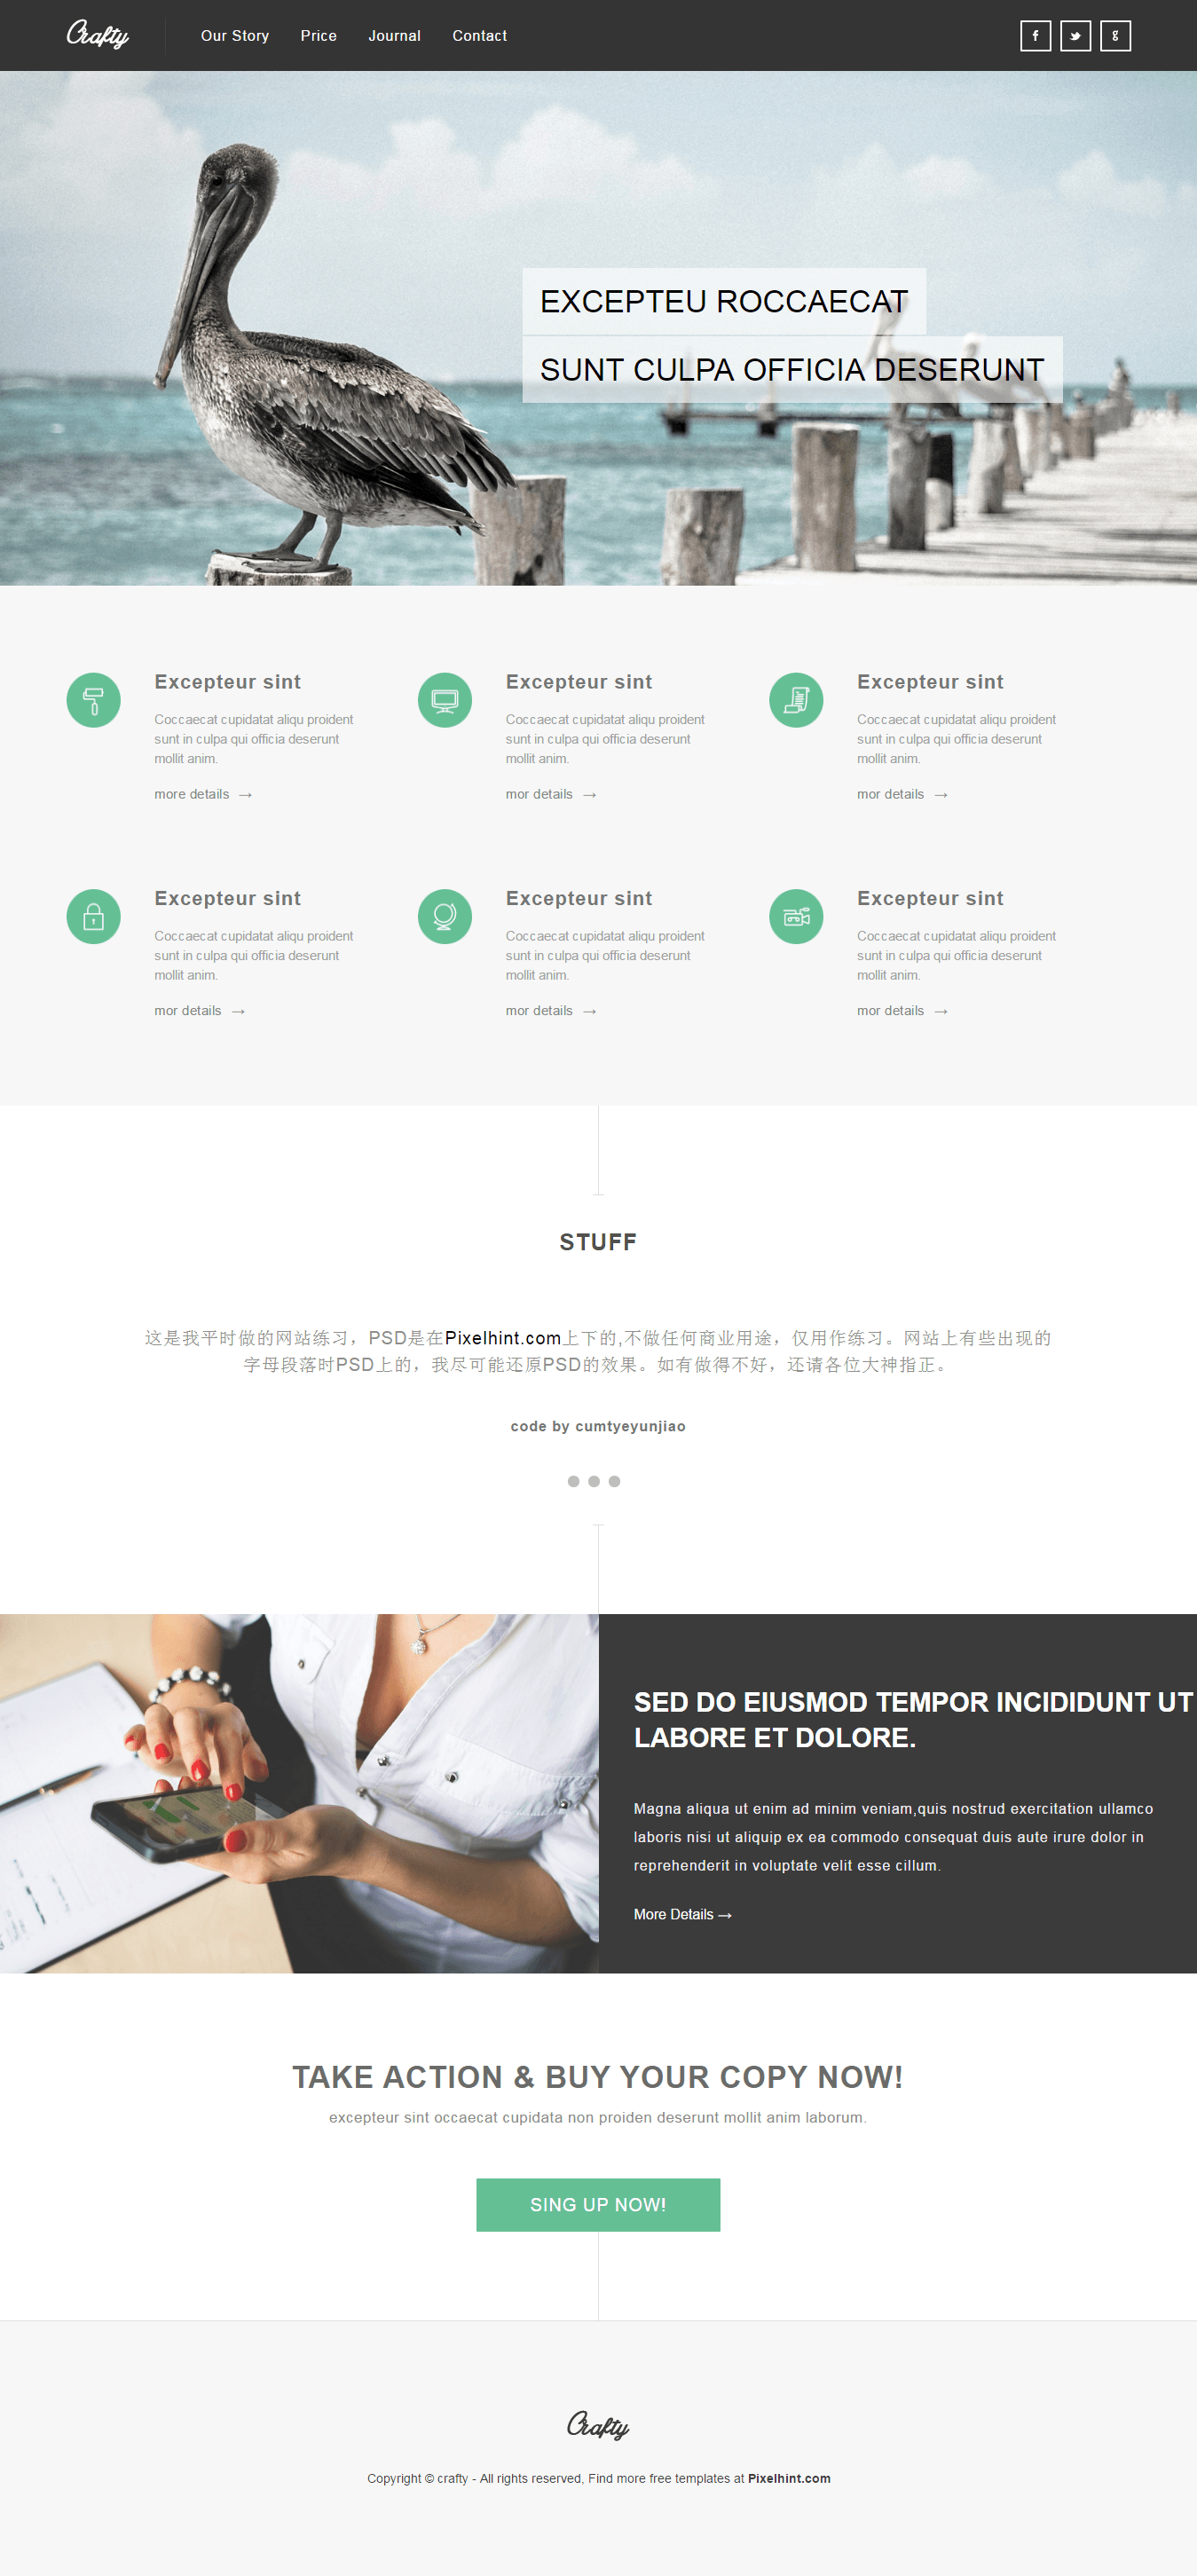 Crafty
Our Story
Price
Journal
Contact
EXCEPTEU ROCCAECAT
SUNT CULPA OFFICIA DESERUNT
Excepteur sint
Coccaecat cupidatat aliqu proident
sunt in culpa qui officia deserunt
mollit anim.
more details →
Excepteur sint
Coccaecat cupidatat aliqu proident
sunt in culpa qui officia deserunt
mollit anim.
mor details →
Excepteur sint
Coccaecat cupidatat aliqu proident
sunt in culpa qui officia deserunt
mollit anim.
mor details →
Excepteur sint
Coccaecat cupidatat aliqu proident
sunt in culpa qui officia deserunt
mollit anim.
mor details →
Excepteur sint
Coccaecat cupidatat aliqu proident
sunt in culpa qui officia deserunt
mollit anim.
mor details →
Excepteur sint
Coccaecat cupidatat aliqu proident
sunt in culpa qui officia deserunt
mollit anim.
mor details →
STUFF
这是我平时做的网站练习，PSD是在Pixelhint.com上下的,不做任何商业用途，仅用作练习。网站上有些出现的
字母段落时PSD上的，我尽可能还原PSD的效果。如有做得不好，还请各位大神指正。
code by cumtyeyunjiao
SED DO EIUSMOD TEMPOR INCIDIDUNT UT
LABORE ET DOLORE.
Magna aliqua ut enim ad minim veniam,quis nostrud exercitation ullamco
laboris nisi ut aliquip ex ea commodo consequat duis aute irure dolor in
reprehenderit in voluptate velit esse cillum.
More Details →
TAKE ACTION & BUY YOUR COPY NOW!
excepteur sint occaecat cupidata non proiden deserunt mollit anim laborum.
SING UP NOW!
Crafty
Copyright © crafty - All rights reserved, Find more free templates at Pixelhint.com